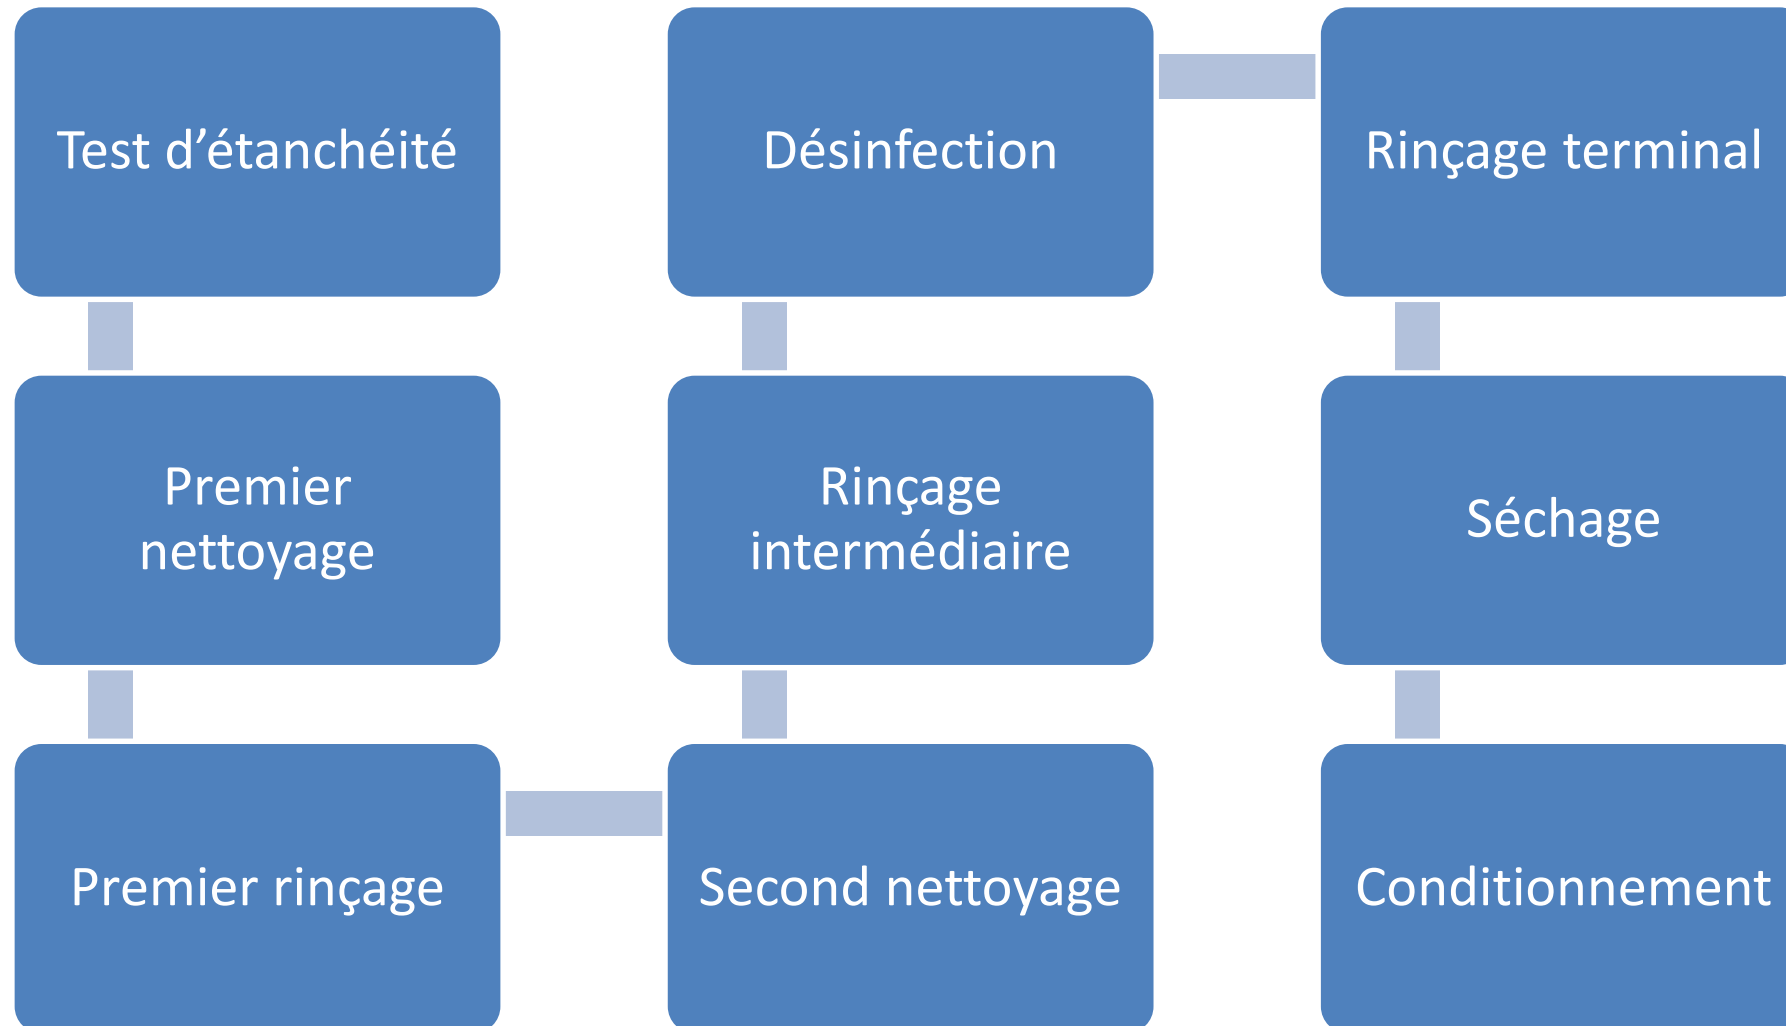 Test d’étanchéité
Premier
nettoyage
Premier rinçage
Second nettoyage
Rinçage
intermédiaire
Désinfection
Rinçage terminal
Séchage
Conditionnement